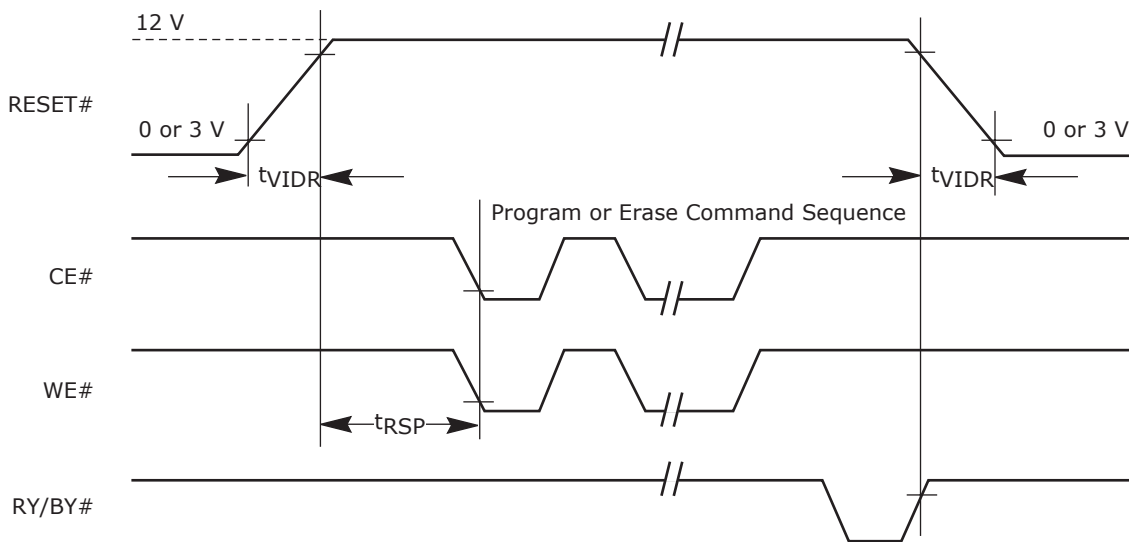 12 V
RESET#
0 or 3 V
0 or 3 V
tVIDR
tVIDR
Program or Erase Command Sequence
CE#
WE#
tRSP
RY/BY#